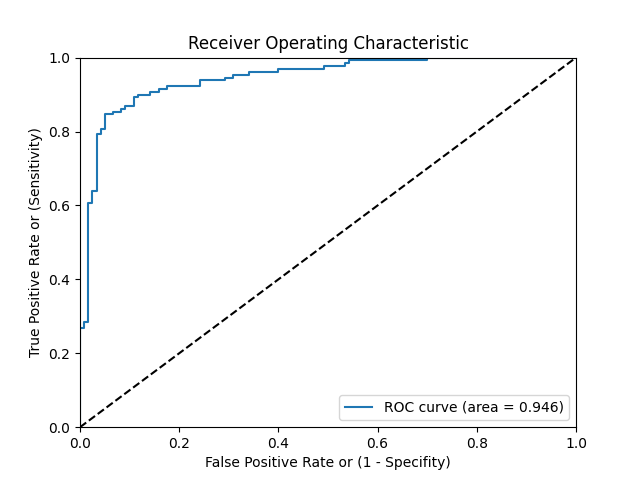 Receiver Operating Characteristic
1.0
0.8
0.6
0.4
0.2
0.0
True Positive Rate or (Sensitivity)
ROC curve (area = 0.946)
0.0 0.2 0.4 0.6 0.8 1.0
False Positive Rate or (1 - Specifity)